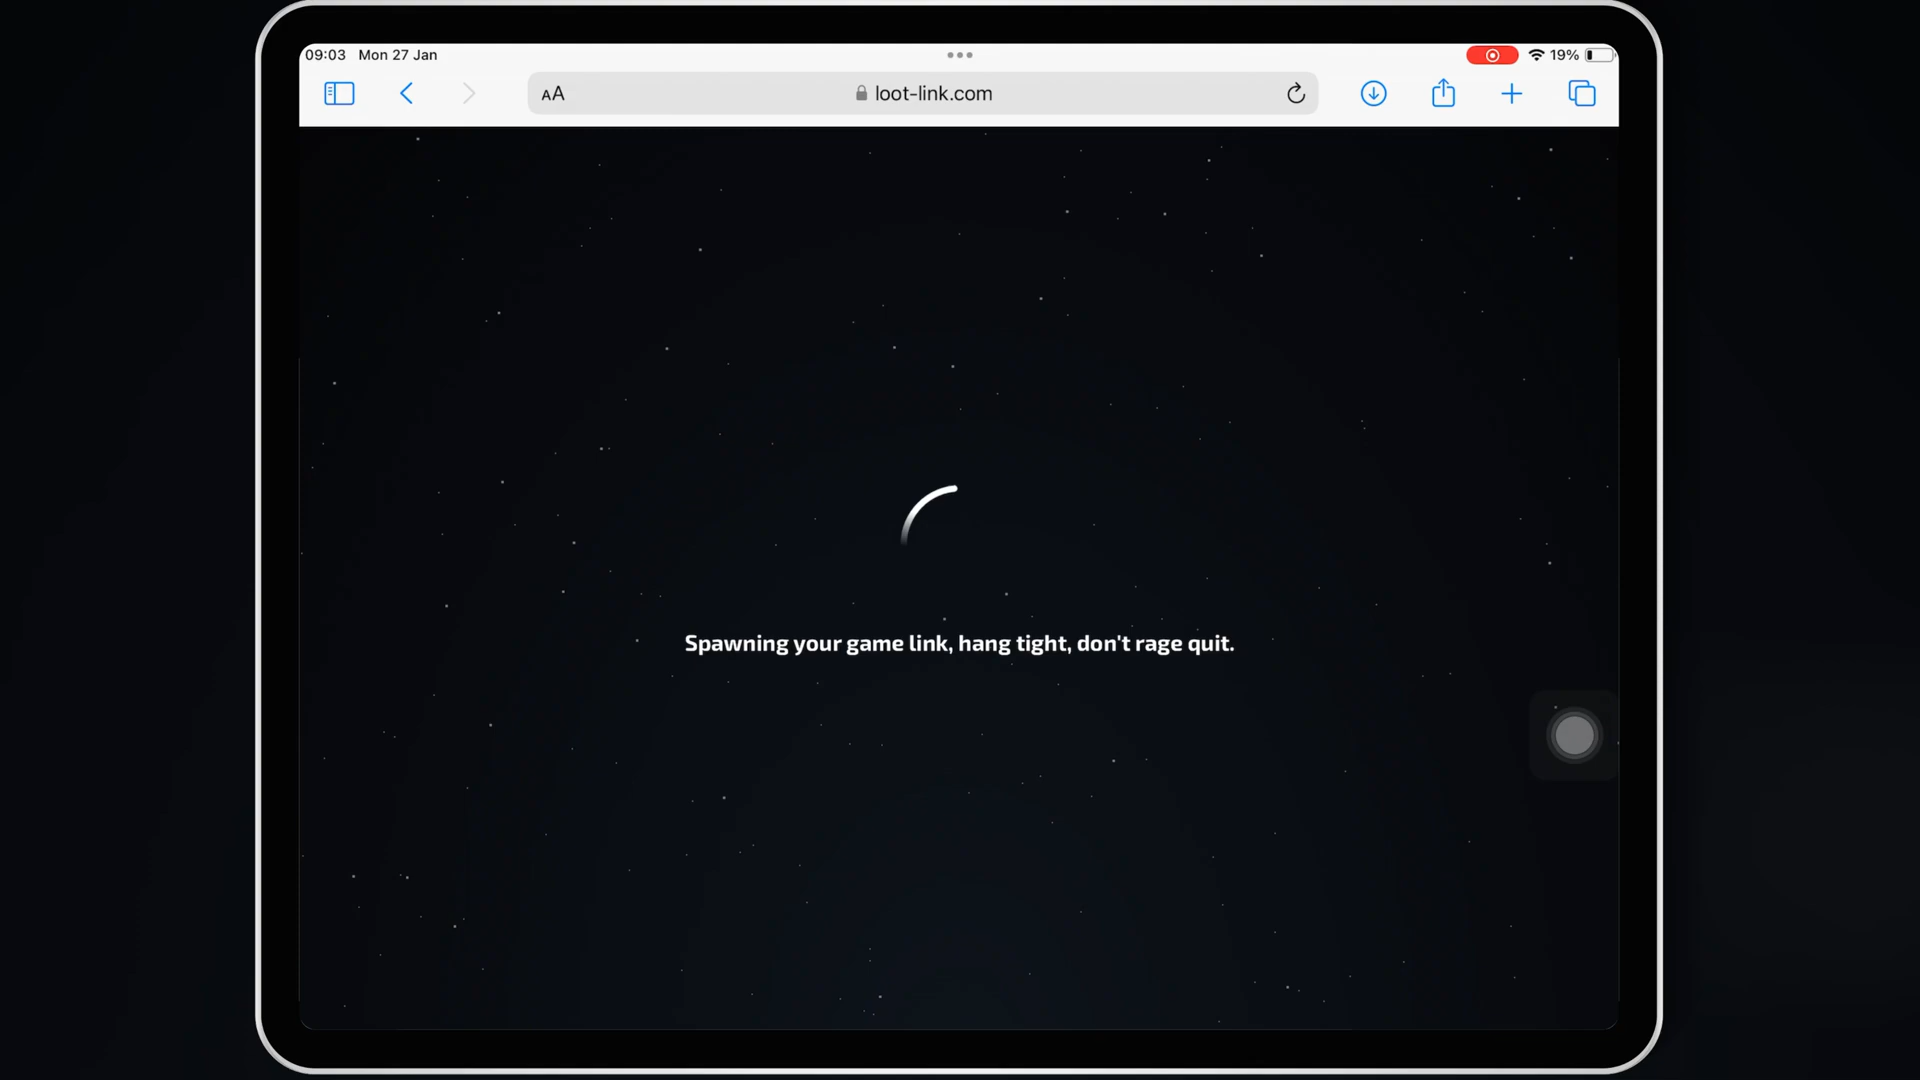 09:03 Mon 27 Jan
19%
AA
loot-link.com
Spawning your game link, hang tight, don't rage quit.